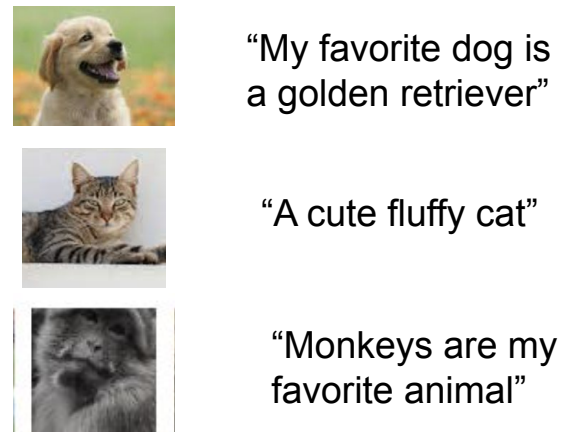 “My favorite dog is
a golden retriever”
“A cute fluffy cat”
“Monkeys are my
favorite animal”